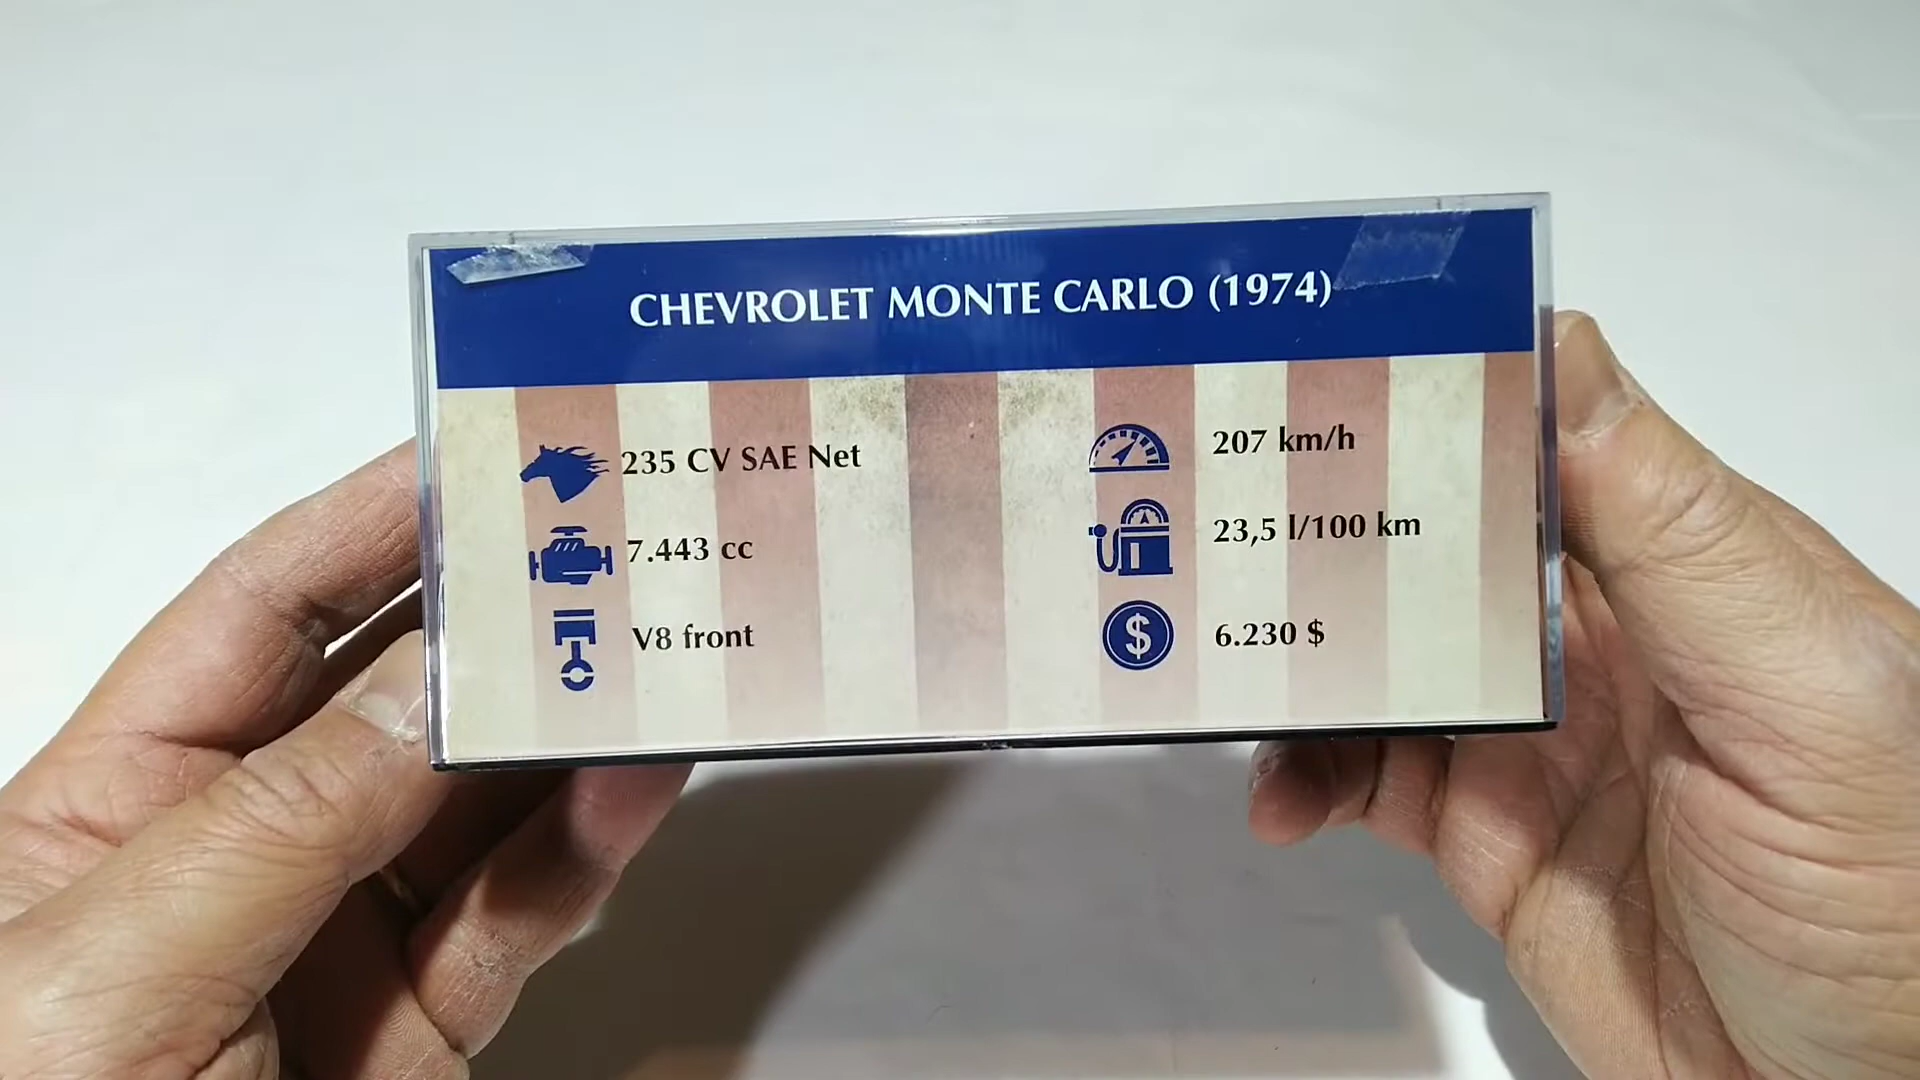 CHEVROLET MONTE CARLO (1974)
235 CV SAE Net
7.443 cc
V8 front
207 km/h
23,5 l/100 km
$
6.230 $